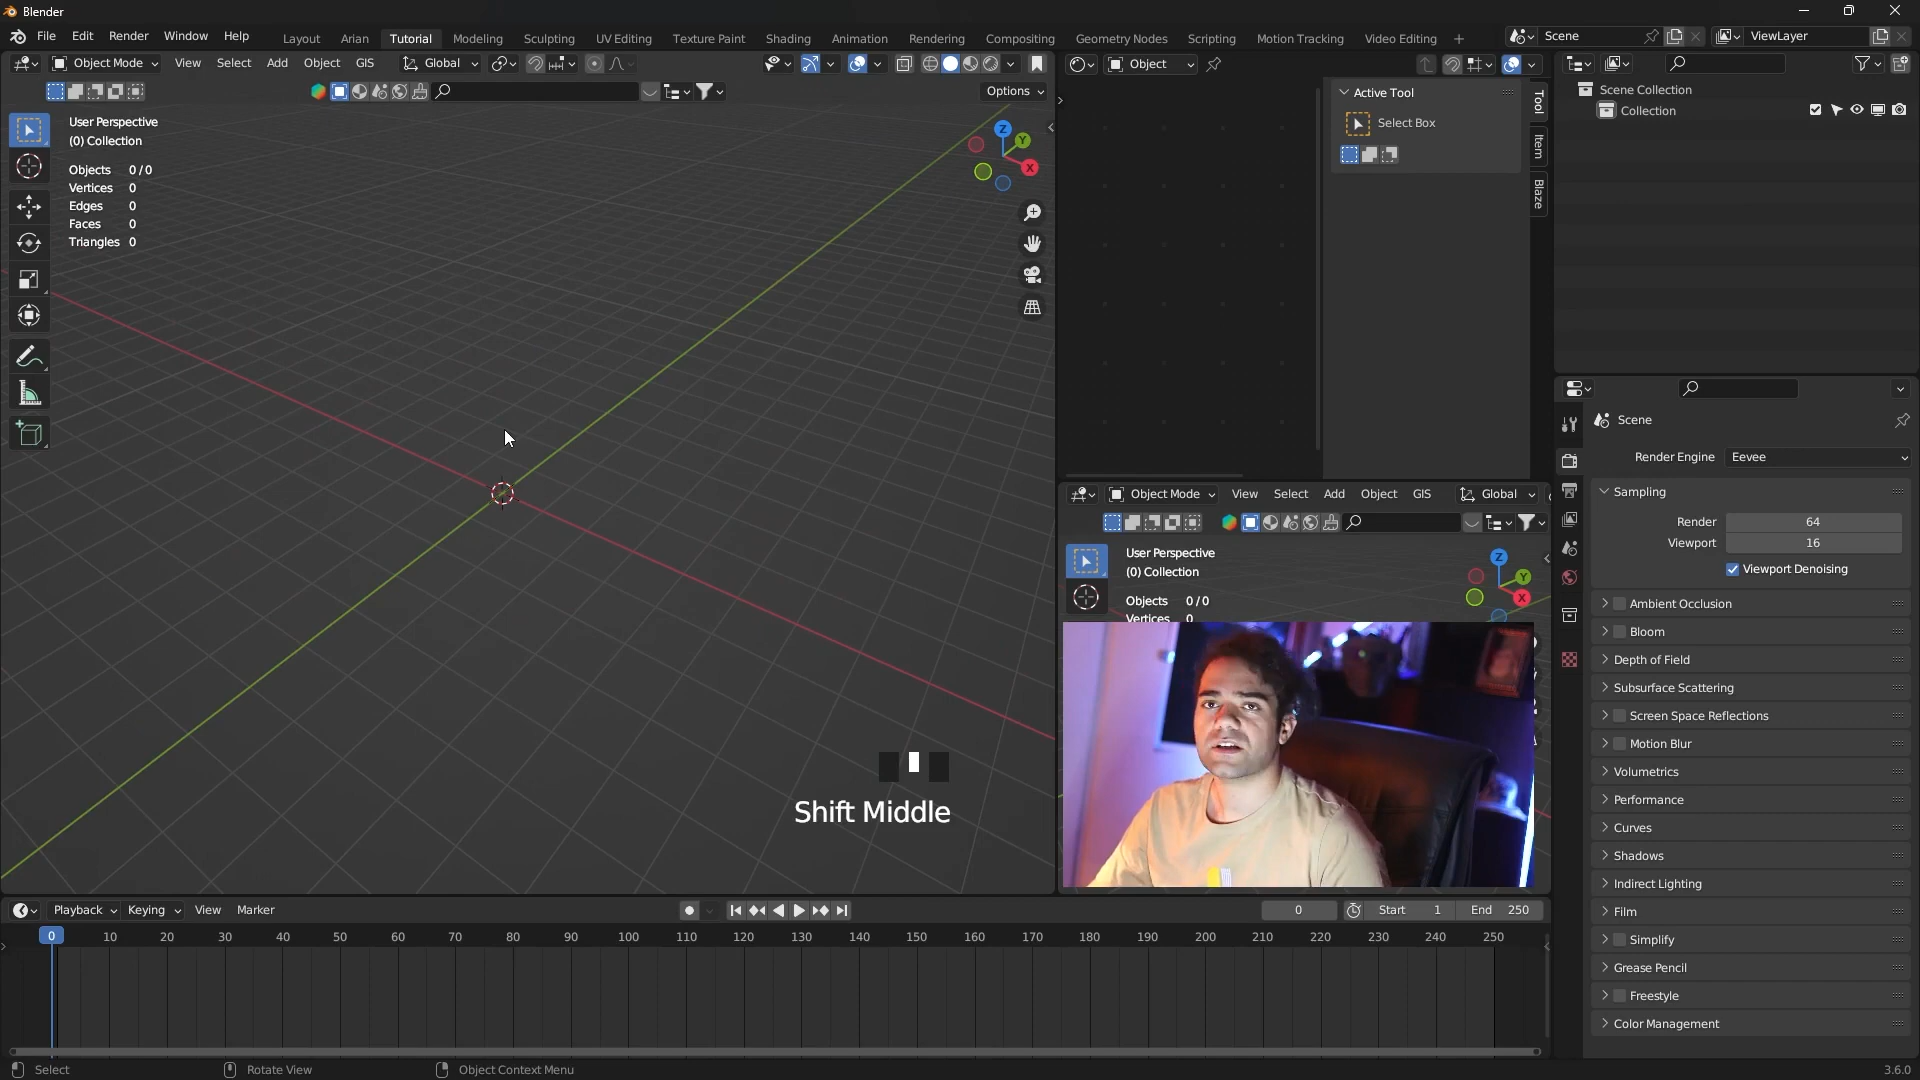 Blender
File Edit Render Window Help Layout Arian Tutorial Modeling Sculpting UV Editing Texture Paint Shading Animation Rendering Compositing Geometry Nodes Scripting Motion Tracking Video Editing + Scene ViewLayer
Object Mode View Select Add Object GIS Global
Options
User Perspective
(0) Collection
Objects 0/0
Vertices 0
Edges 0
Faces 0
Triangles 0
Z
Y
X
Shift Middle
Object
Active Tool
Select Box
Tool
Item
Blaze
Object Mode View Select Add Object GIS Global
User Perspective
(0) Collection
Objects 0/0
Vertices 0
Z
Y
X
Scene Collection
Collection
Scene
Render Engine Eevee
Sampling
Render 64
Viewport 16
Viewport Denoising
Ambient Occlusion
Bloom
Depth of Field
Subsurface Scattering
Screen Space Reflections
Motion Blur
Volumetrics
Performance
Curves
Shadows
Indirect Lighting
Film
Simplify
Grease Pencil
Freestyle
Color Management
Playback Keying View Marker 0 Start 1 End 250
0 10 20 30 40 50 60 70 80 90 100 110 120 130 140 150 160 170 180 190 200 210 220 230 240 250
Select Rotate View Object Context Menu 3.6.0